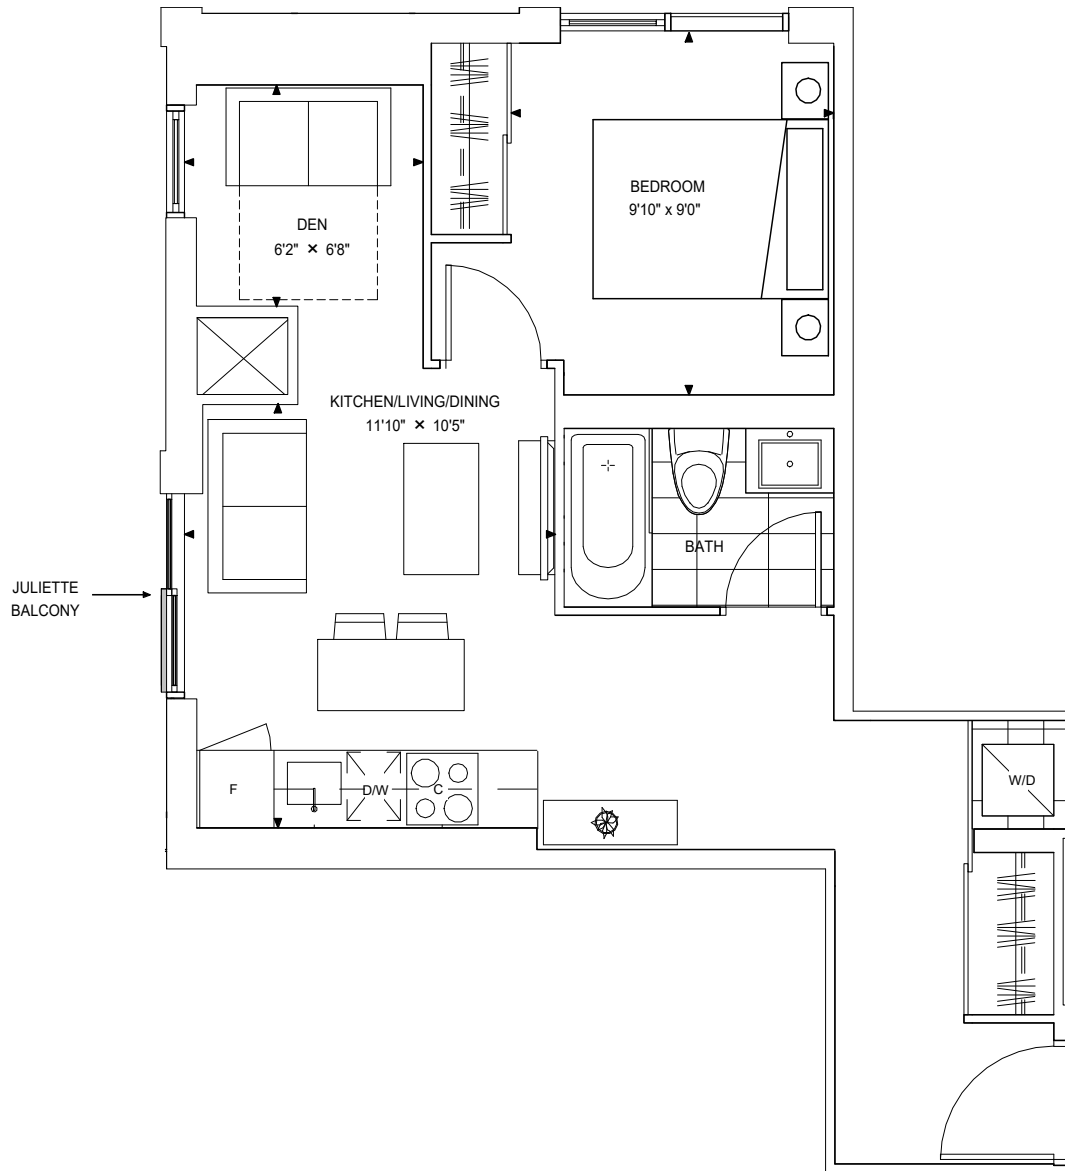 BEDROOM
9'10" x 9'0"
DEN
6'2" × 6'8"
KITCHEN/LIVING/DINING
11'10" × 10'5"
BATH
JULIETTE
BALCONY
W/D
F
D/W
C